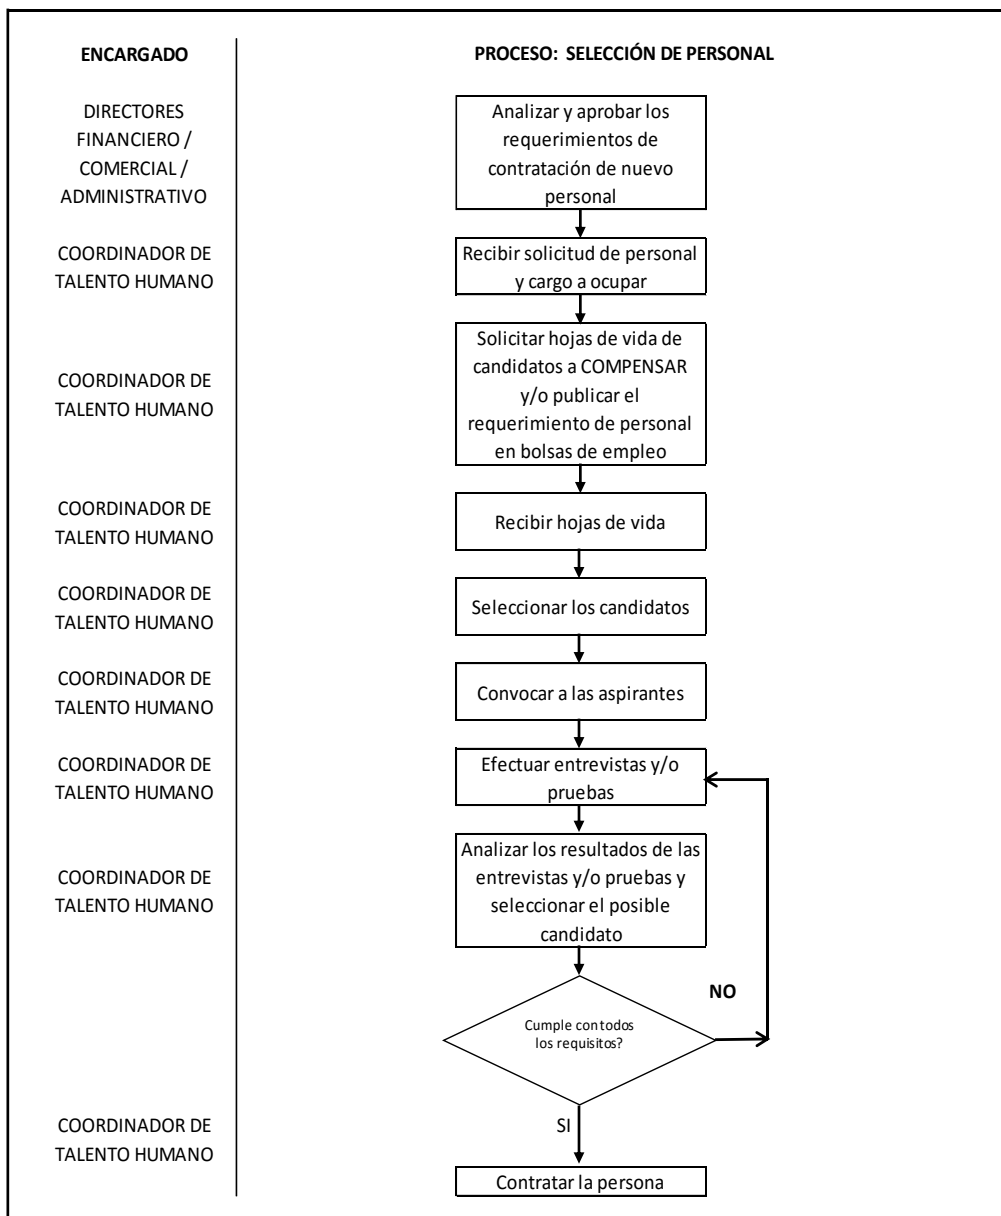 ENCARGADO
PROCESO: SELECCIÓN DE PERSONAL
DIRECTORES
FINANCIERO /
COMERCIAL /
ADMINISTRATIVO
Analizar y aprobar los
requerimientos de
contratación de nuevo
personal
COORDINADOR DE
TALENTO HUMANO
Recibir solicitud de personal
y cargo a ocupar
COORDINADOR DE
TALENTO HUMANO
Solicitar hojas de vida de
candidatos a COMPENSAR
y/o publicar el
requerimiento de personal
en bolsas de empleo
COORDINADOR DE
TALENTO HUMANO
Recibir hojas de vida
COORDINADOR DE
TALENTO HUMANO
Seleccionar los candidatos
COORDINADOR DE
TALENTO HUMANO
Convocar a las aspirantes
COORDINADOR DE
TALENTO HUMANO
Efectuar entrevistas y/o
pruebas
COORDINADOR DE
TALENTO HUMANO
Analizar los resultados de las
entrevistas y/o pruebas y
seleccionar el posible
candidato
NO
Cumple con todos
los requisitos?
SI
COORDINADOR DE
TALENTO HUMANO
Contratar la persona